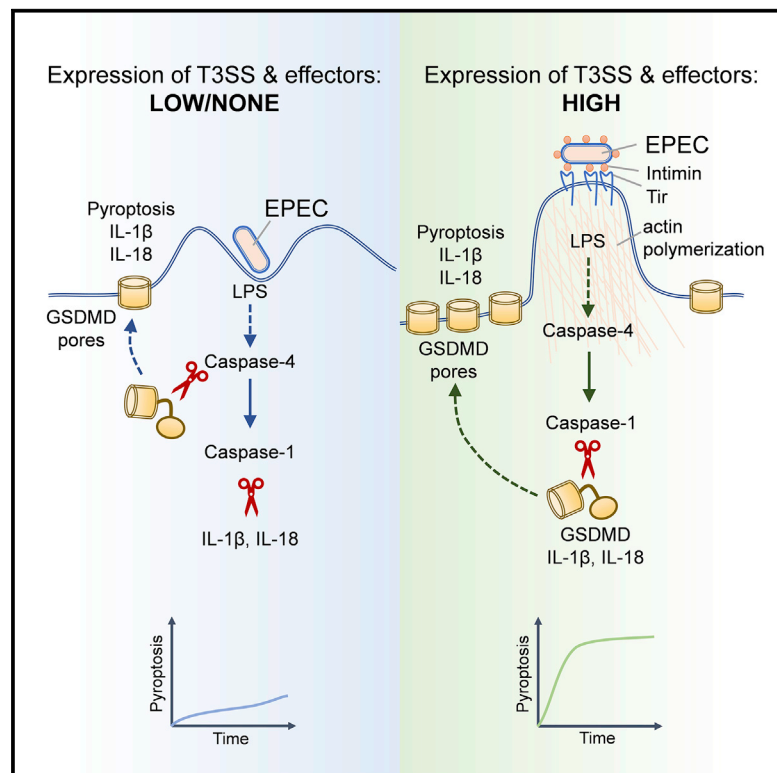 Expression of T3SS & effectors:
LOW/NONE
Pyroptosis
IL-1β
IL-18
EPEC
LPS
GSDMD
pores
Caspase-4
Caspase-1
IL-1β, IL-18
Pyroptosis
Time
Expression of T3SS & effectors:
HIGH
EPEC
Intimin
Tir
actin
polymerization
LPS
Pyroptosis
IL-1β
IL-18
GSDMD
pores
Caspase-4
Caspase-1
GSDMD
IL-1β, IL-18
Pyroptosis
Time